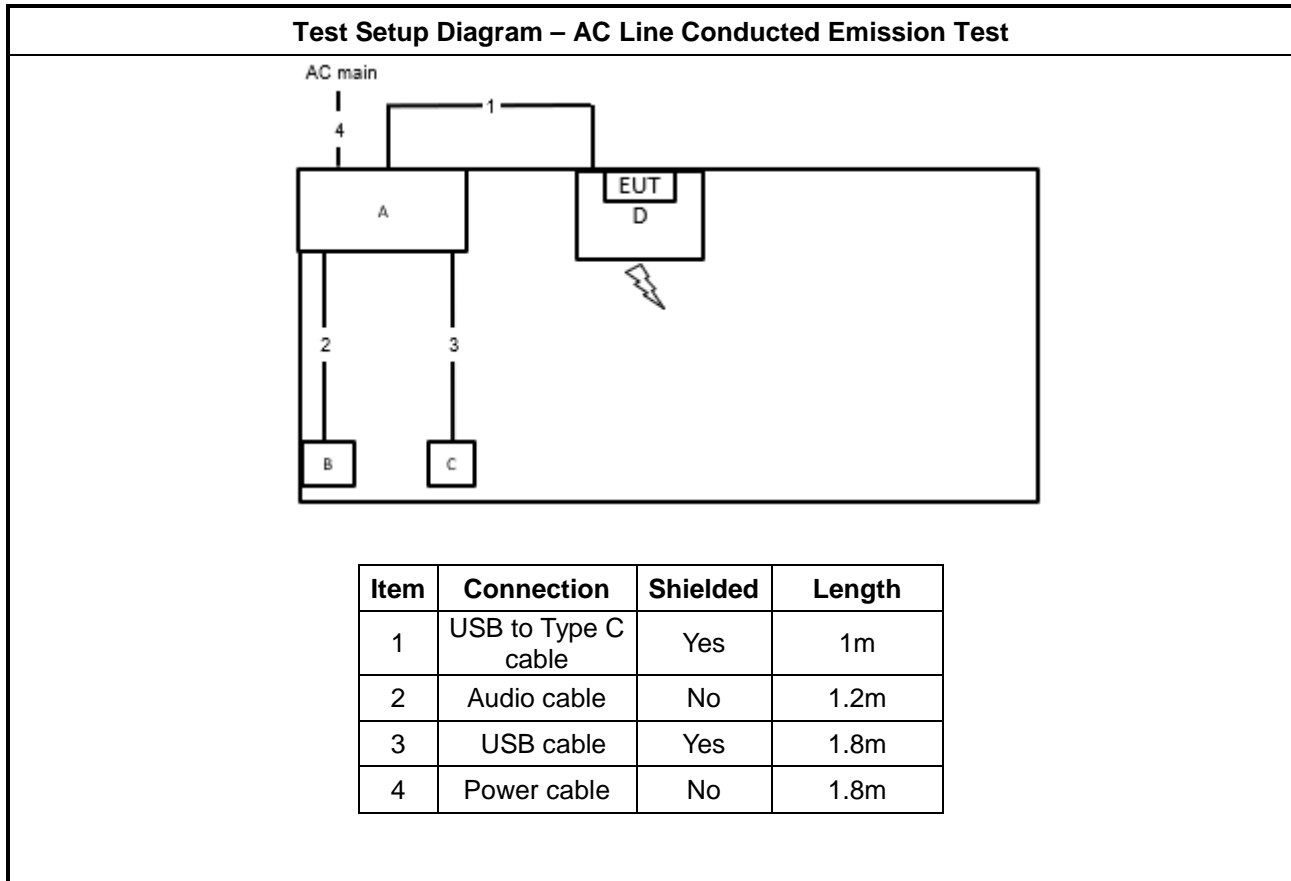 Test Setup Diagram – AC Line Conducted Emission Test
AC main
1
4
EUT
A
D
2
3
B
C
Item Connection Shielded Length
1 USB to Type C cable Yes 1m
2 Audio cable No 1.2m
3 USB cable Yes 1.8m
4 Power cable No 1.8m